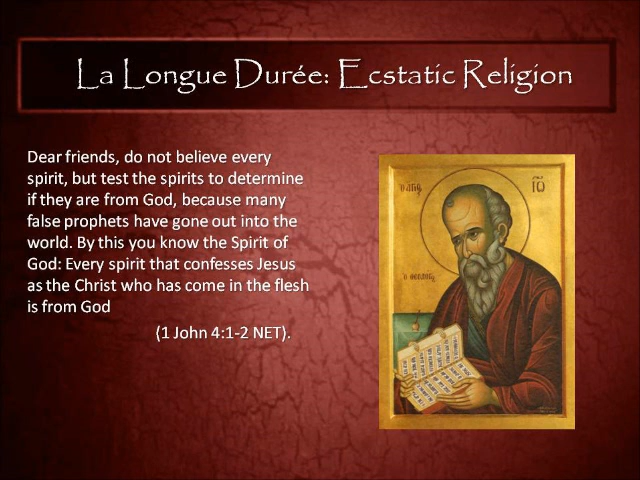 La Longue Durée: Ecstatic Religion
Dear friends, do not believe every
spirit, but test the spirits to determine
if they are from God, because many
false prophets have gone out into the
world. By this you know the Spirit of
God: Every spirit that confesses Jesus
as the Christ who has come in the flesh
is from God
(1 John 4:1-2 NET).